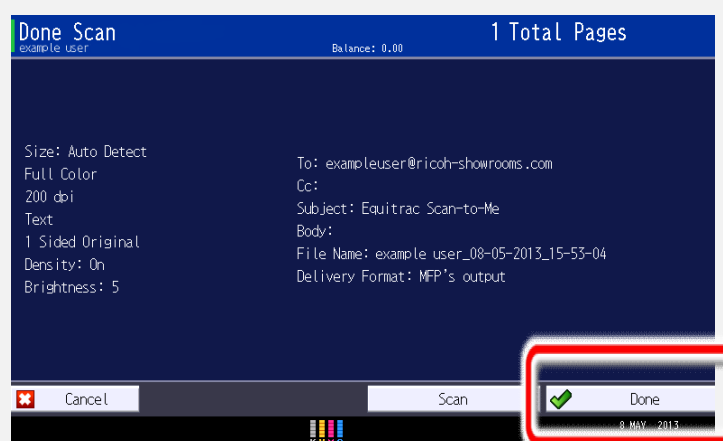 Done Scan
1 Total Pages
example user
Balance: 0.00
Size: Auto Detect
Full Color
200 dpi
Text
1 Sided Original
Density: On
Brightness: 5
To: exampleuser@ricoh-showrooms.com
Cc:
Subject: Equitrac Scan-to-Me
Body:
File Name: example user_08-05-2013_15-53-04
Delivery Format: MFP's output
Cancel
Scan
Done
8 MAY 2013